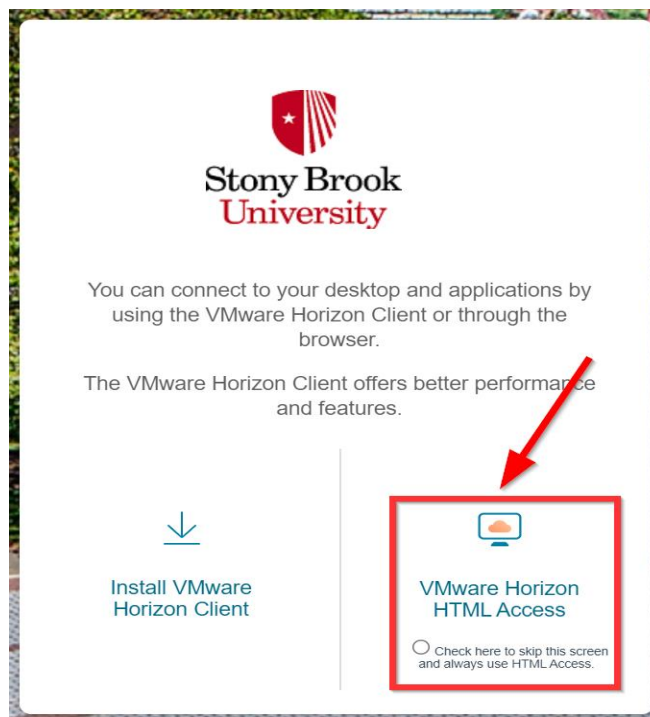 Stony Brook
University
You can connect to your desktop and applications by
using the VMware Horizon Client or through the
browser.
The VMware Horizon Client offers better performance
and features.
Install VMware
Horizon Client
VMware Horizon
HTML Access
Check here to skip this screen
and always use HTML Access.